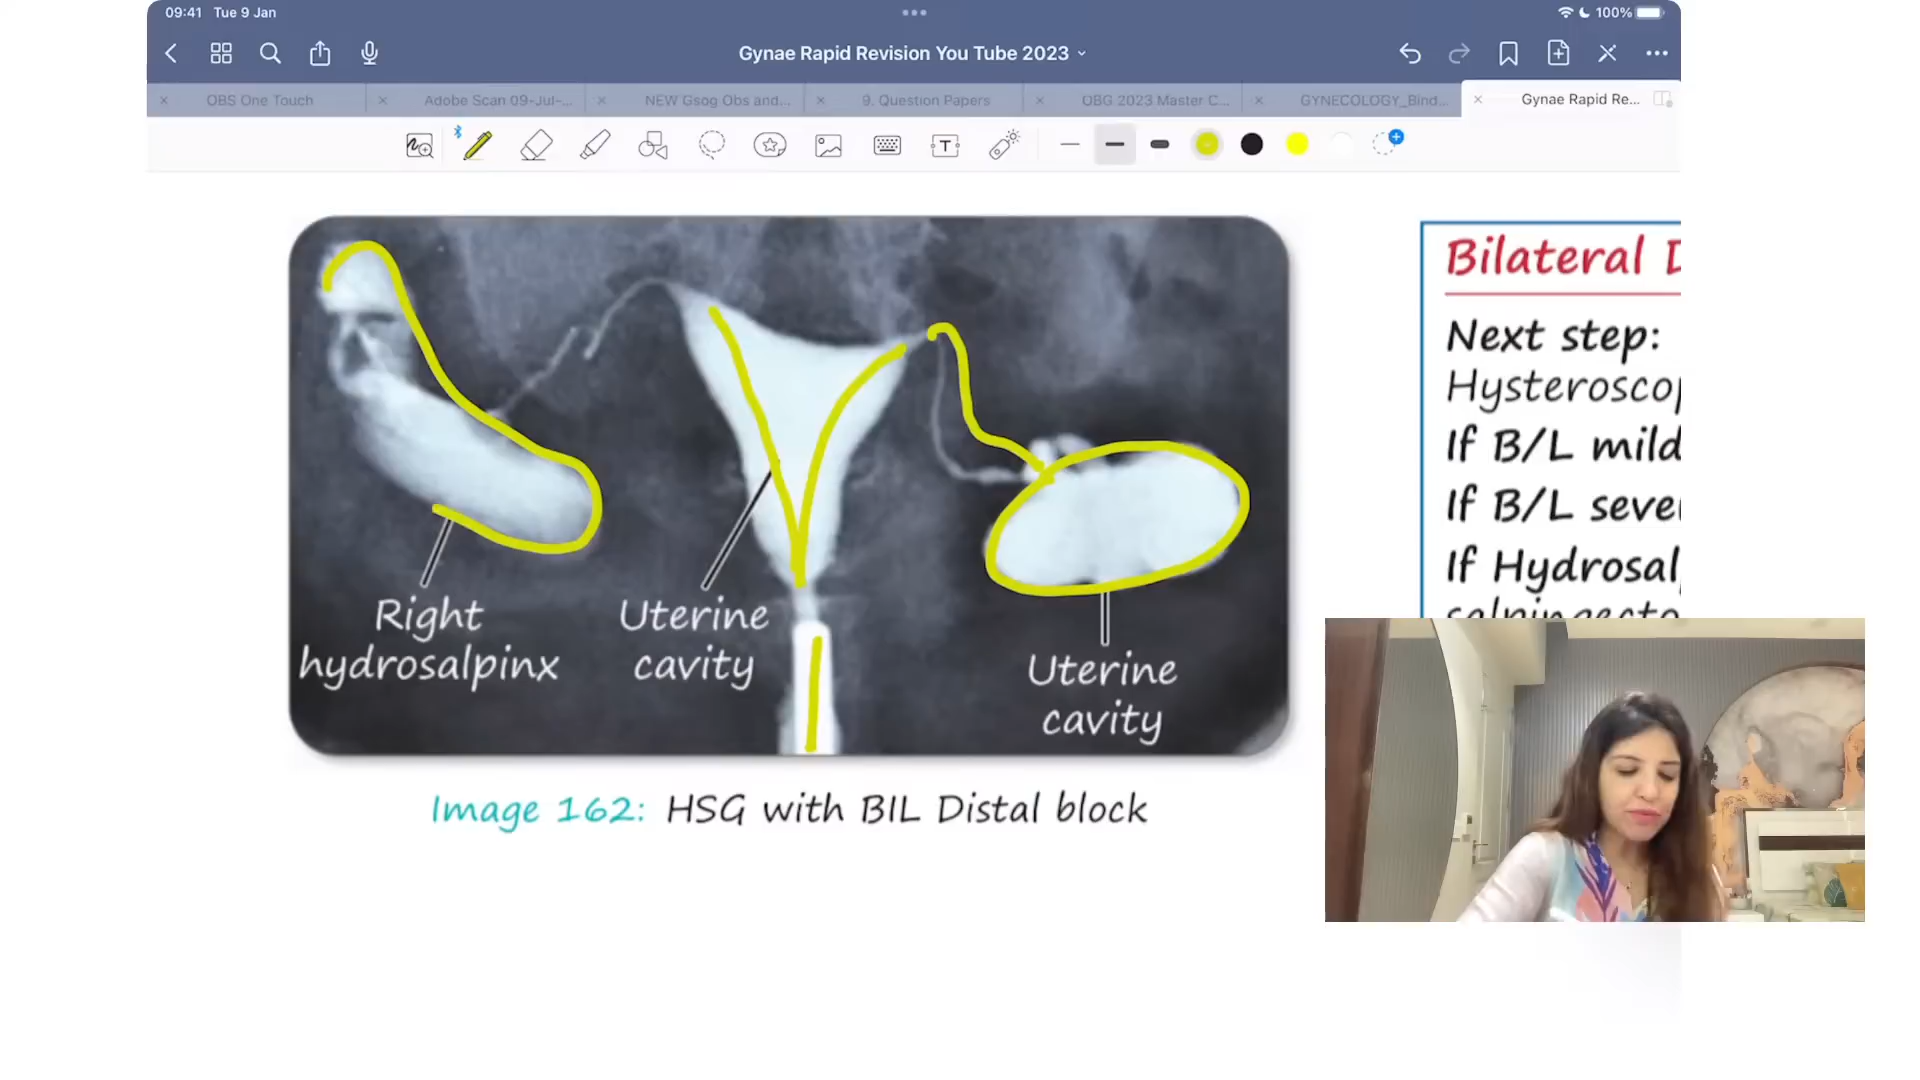 09:41 Tue 9 Jan
100%
Gynae Rapid Revision You Tube 2023
OBS One Touch
Adobe Scan 09-Jul-...
NEW Gsog Obs and...
9. Question Papers
OBG 2023 Master C...
GYNECOLOGY_Bind...
Gynae Rapid Re...
T
Right
hydrosalpinx
Uterine
cavity
Uterine
cavity
Image 162: HSG with BIL Distal block
Bilateral
Next step:
Hysteroscop
If B/L mild
If B/L seve
If Hydrosal
salpingecto